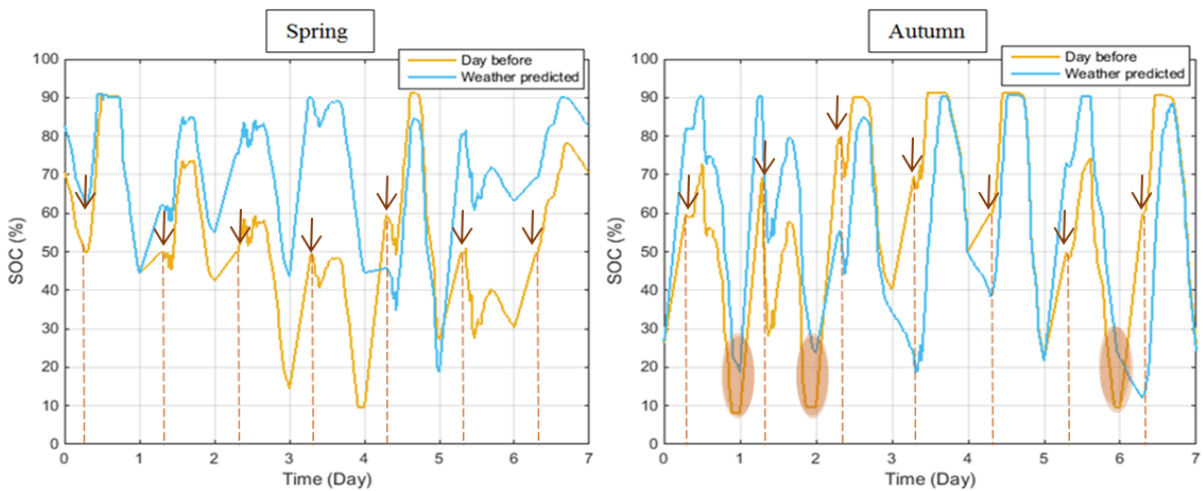 Spring
Day before
Weather predicted
100
90
80
70
60
50
40
30
20
10
0
SOC (%)
0 1 2 3 4 5 6 7
Time (Day)
Autumn
Day before
Weather predicted
100
90
80
70
60
50
40
30
20
10
0
SOC (%)
0 1 2 3 4 5 6 7
Time (Day)